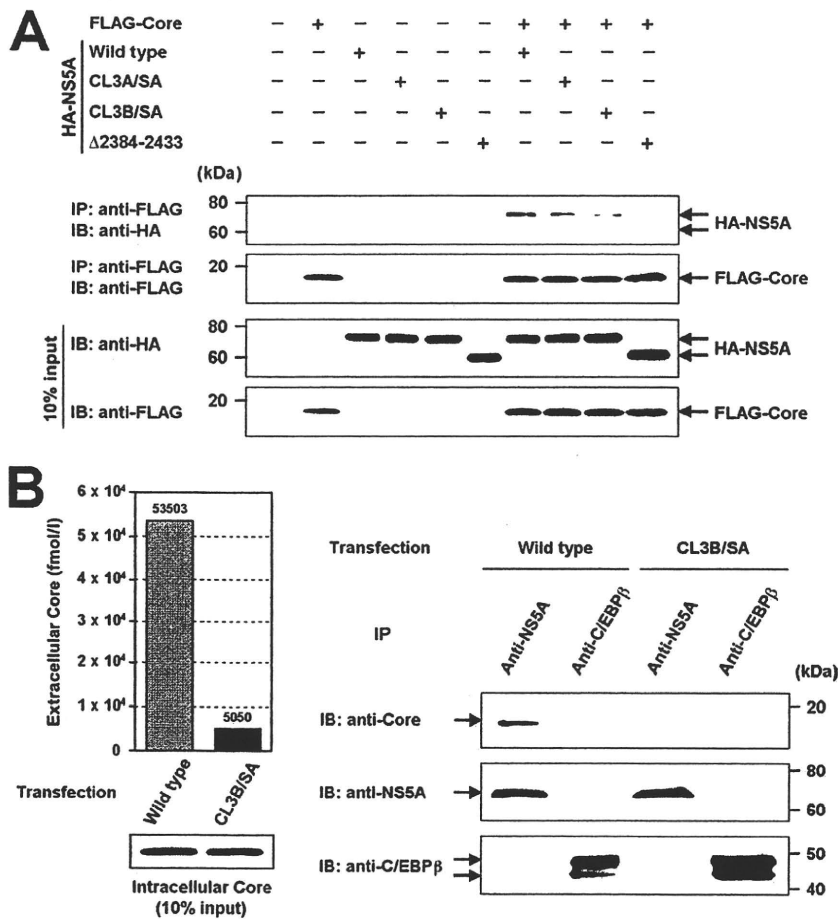 A
FLAG-Core − + − − − − + + + +
HA-NS5A
Wild type − − + − − − + − − −
CL3A/SA − − − + − − − + − −
CL3B/SA − − − − + − − − + −
Δ2384-2433 − − − − − + − − − +
(kDa)
IP: anti-FLAG
IB: anti-HA
80
60
HA-NS5A
IP: anti-FLAG
IB: anti-FLAG
20
FLAG-Core
10% input
IB: anti-HA
80
60
HA-NS5A
IB: anti-FLAG
20
FLAG-Core
B
Extracellular Core (fmol/l)
6 x 10⁴
5 x 10⁴
4 x 10⁴
3 x 10⁴
2 x 10⁴
1 x 10⁴
0
53503
5050
Transfection
Wild type
CL3B/SA
Intracellular Core
(10% input)
Transfection
Wild type
CL3B/SA
IP
Anti-NS5A
Anti-C/EBPβ
Anti-NS5A
Anti-C/EBPβ
(kDa)
IB: anti-Core
20
IB: anti-NS5A
80
60
IB: anti-C/EBPβ
50
40